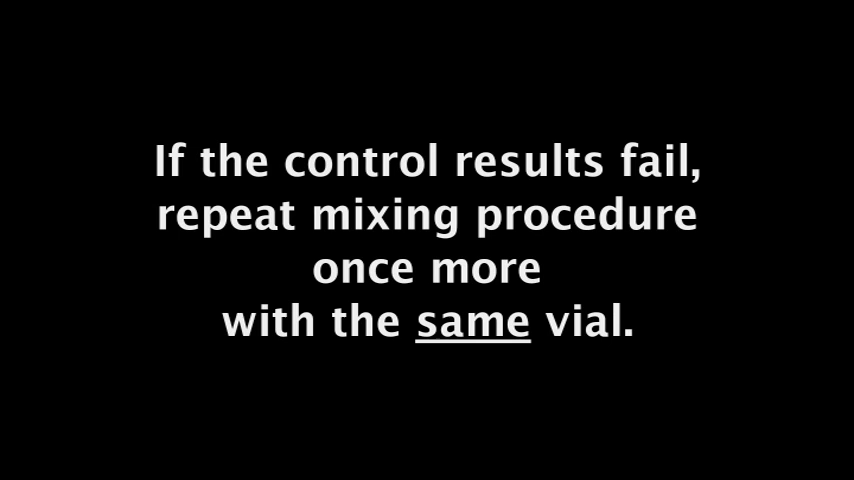 If the control results fail,
repeat mixing procedure
once more
with the same vial.